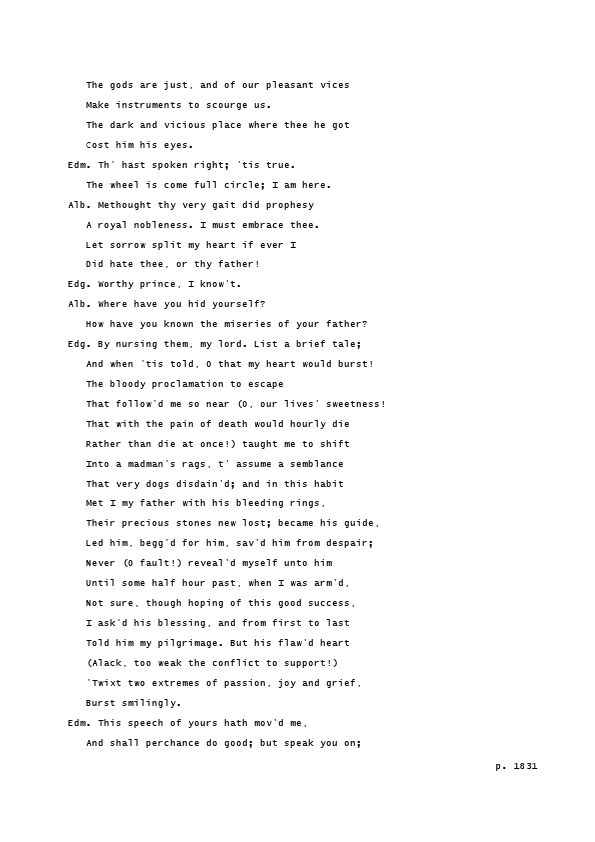 The gods are just, and of our pleasant vices
Make instruments to scourge us.
The dark and vicious place where thee he got
Cost him his eyes.
Edm. Th' hast spoken right; 'tis true.
The wheel is come full circle; I am here.
Alb. Methought thy very gait did prophesy
A royal nobleness. I must embrace thee.
Let sorrow split my heart if ever I
Did hate thee, or thy father!
Edg. Worthy prince, I know't.
Alb. Where have you hid yourself?
How have you known the miseries of your father?
Edg. By nursing them, my lord. List a brief tale;
And when 'tis told, O that my heart would burst!
The bloody proclamation to escape
That follow'd me so near (O, our lives' sweetness!
That with the pain of death would hourly die
Rather than die at once!) taught me to shift
Into a madman's rags, t' assume a semblance
That very dogs disdain'd; and in this habit
Met I my father with his bleeding rings,
Their precious stones new lost; became his guide,
Led him, begg'd for him, sav'd him from despair;
Never (O fault!) reveal'd myself unto him
Until some half hour past, when I was arm'd,
Not sure, though hoping of this good success,
I ask'd his blessing, and from first to last
Told him my pilgrimage. But his flaw'd heart
(Alack, too weak the conflict to support!)
'Twixt two extremes of passion, joy and grief,
Burst smilingly.
Edm. This speech of yours hath mov'd me,
And shall perchance do good; but speak you on;
p. 1831